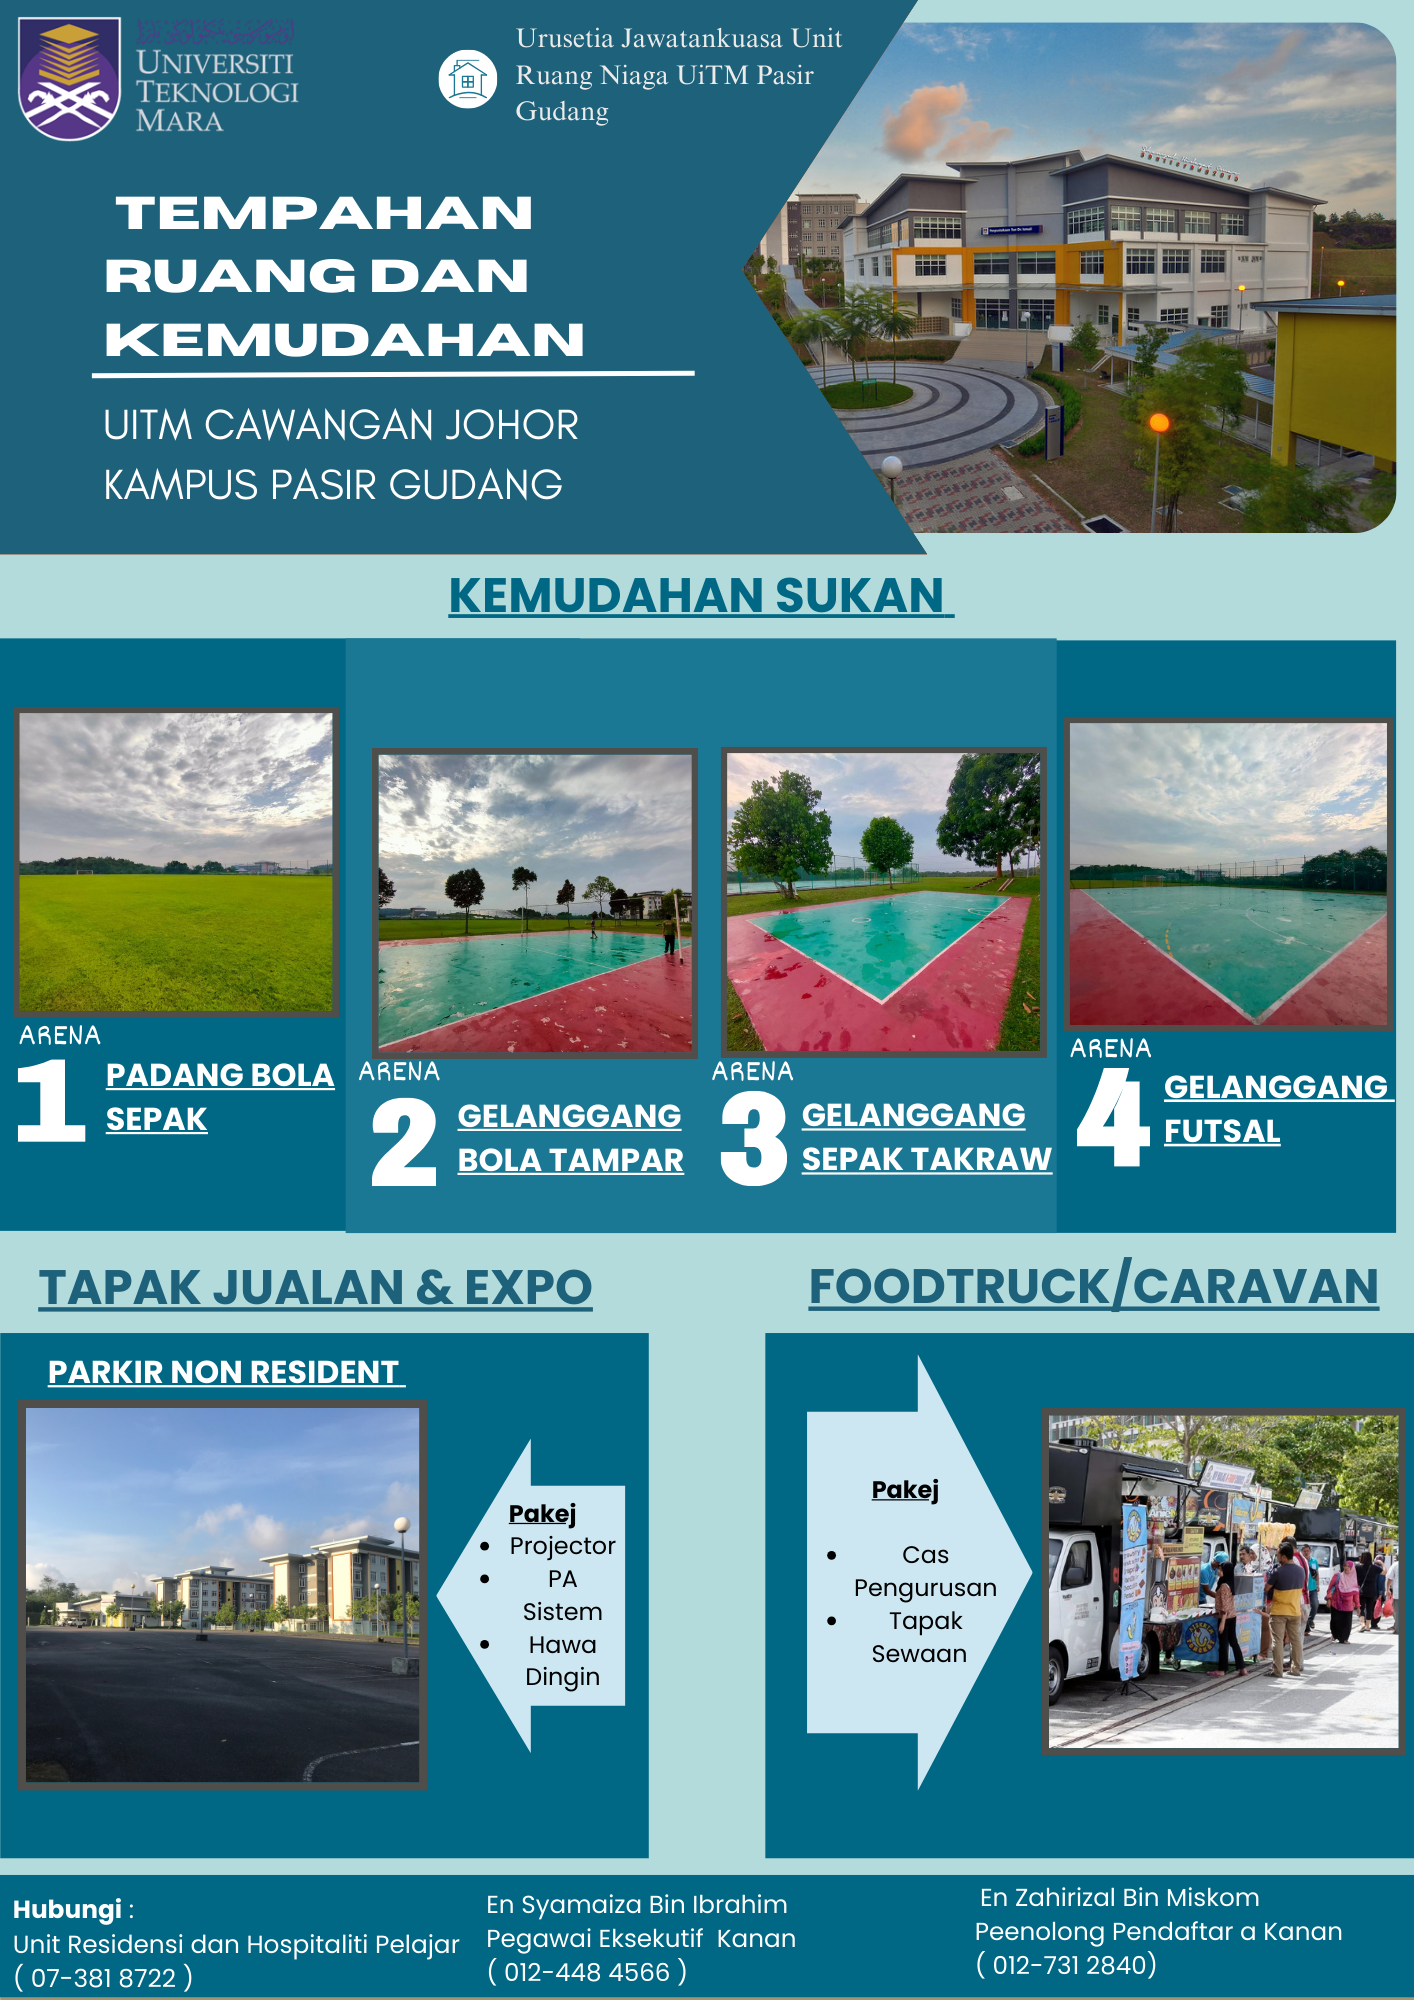 UNIVERSITI
TEKNOLOGI
MARA
Urusetia Jawatankuasa Unit
Ruang Niaga UiTM Pasir
Gudang
TEMPAHAN
RUANG DAN
KEMUDAHAN
UITM CAWANGAN JOHOR
KAMPUS PASIR GUDANG
KEMUDAHAN SUKAN
ARENA
1
PADANG BOLA
SEPAK
ARENA
2
GELANGGANG
BOLA TAMPAR
ARENA
3
GELANGGANG
SEPAK TAKRAW
ARENA
4
GELANGGANG
FUTSAL
TAPAK JUALAN & EXPO
PARKIR NON RESIDENT
Pakej
• Projector
• PA
Sistem
• Hawa
Dingin
FOODTRUCK/CARAVAN
Pakej
• Cas
Pengurusan
• Tapak
Sewaan
Hubungi :
Unit Residensi dan Hospitaliti Pelajar
( 07-381 8722 )
En Syamaiza Bin Ibrahim
Pegawai Eksekutif  Kanan
( 012-448 4566 )
En Zahirizal Bin Miskom
Peenolong Pendaftar a Kanan
( 012-731 2840)